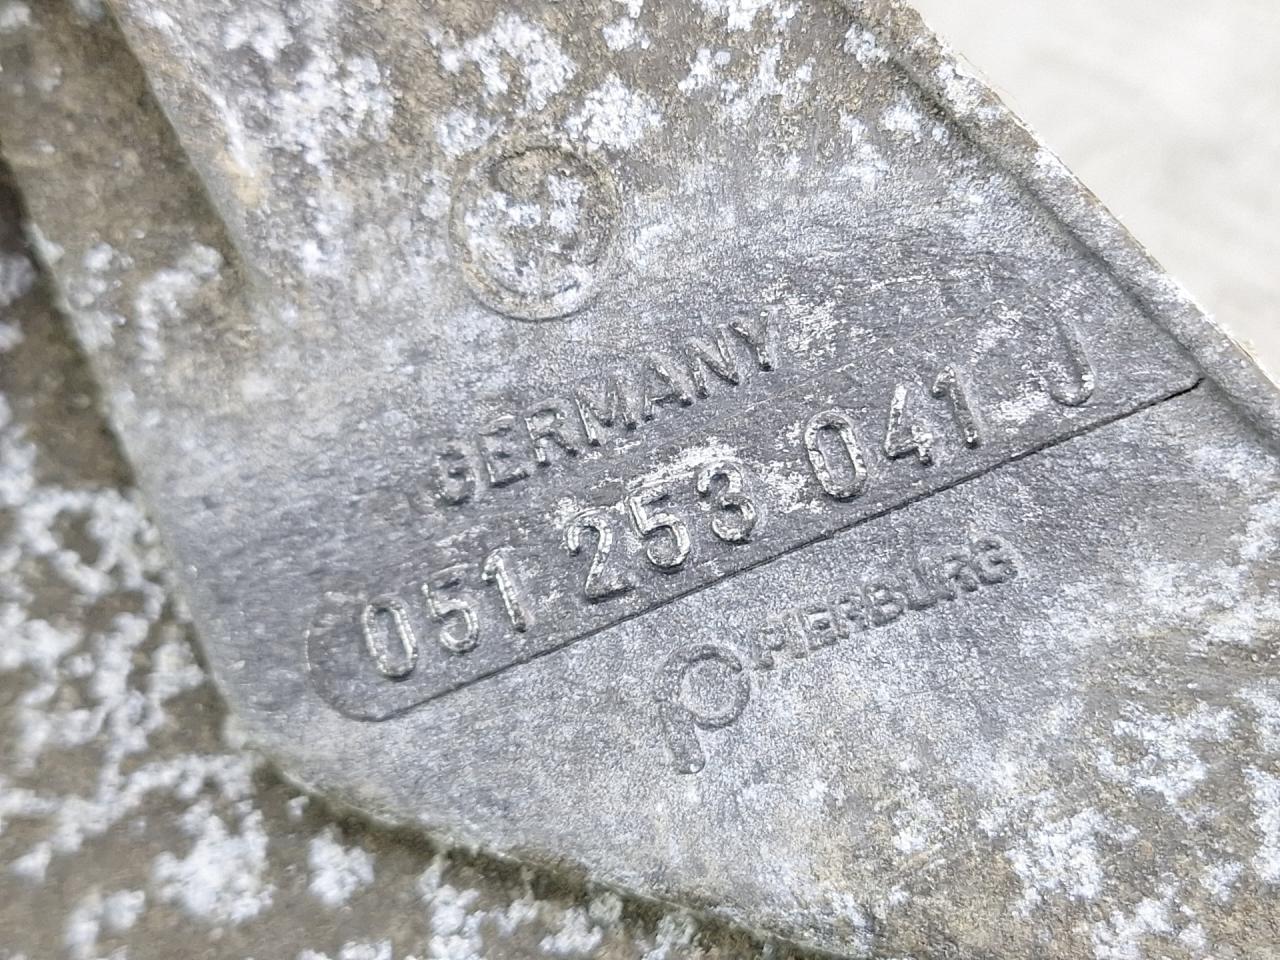 GERMANY
051 253 041 J
PIERBURG